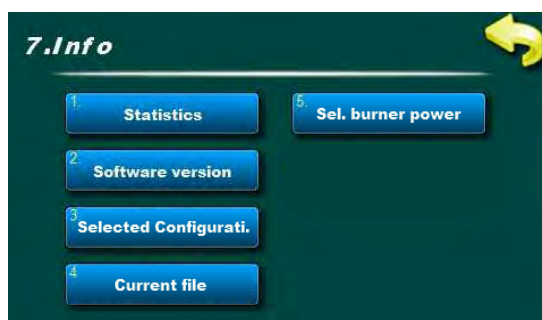 7.Info
1.
Statistics
2.
Software version
3
Selected Configurati.
4
Current file
5.
Sel. burner power